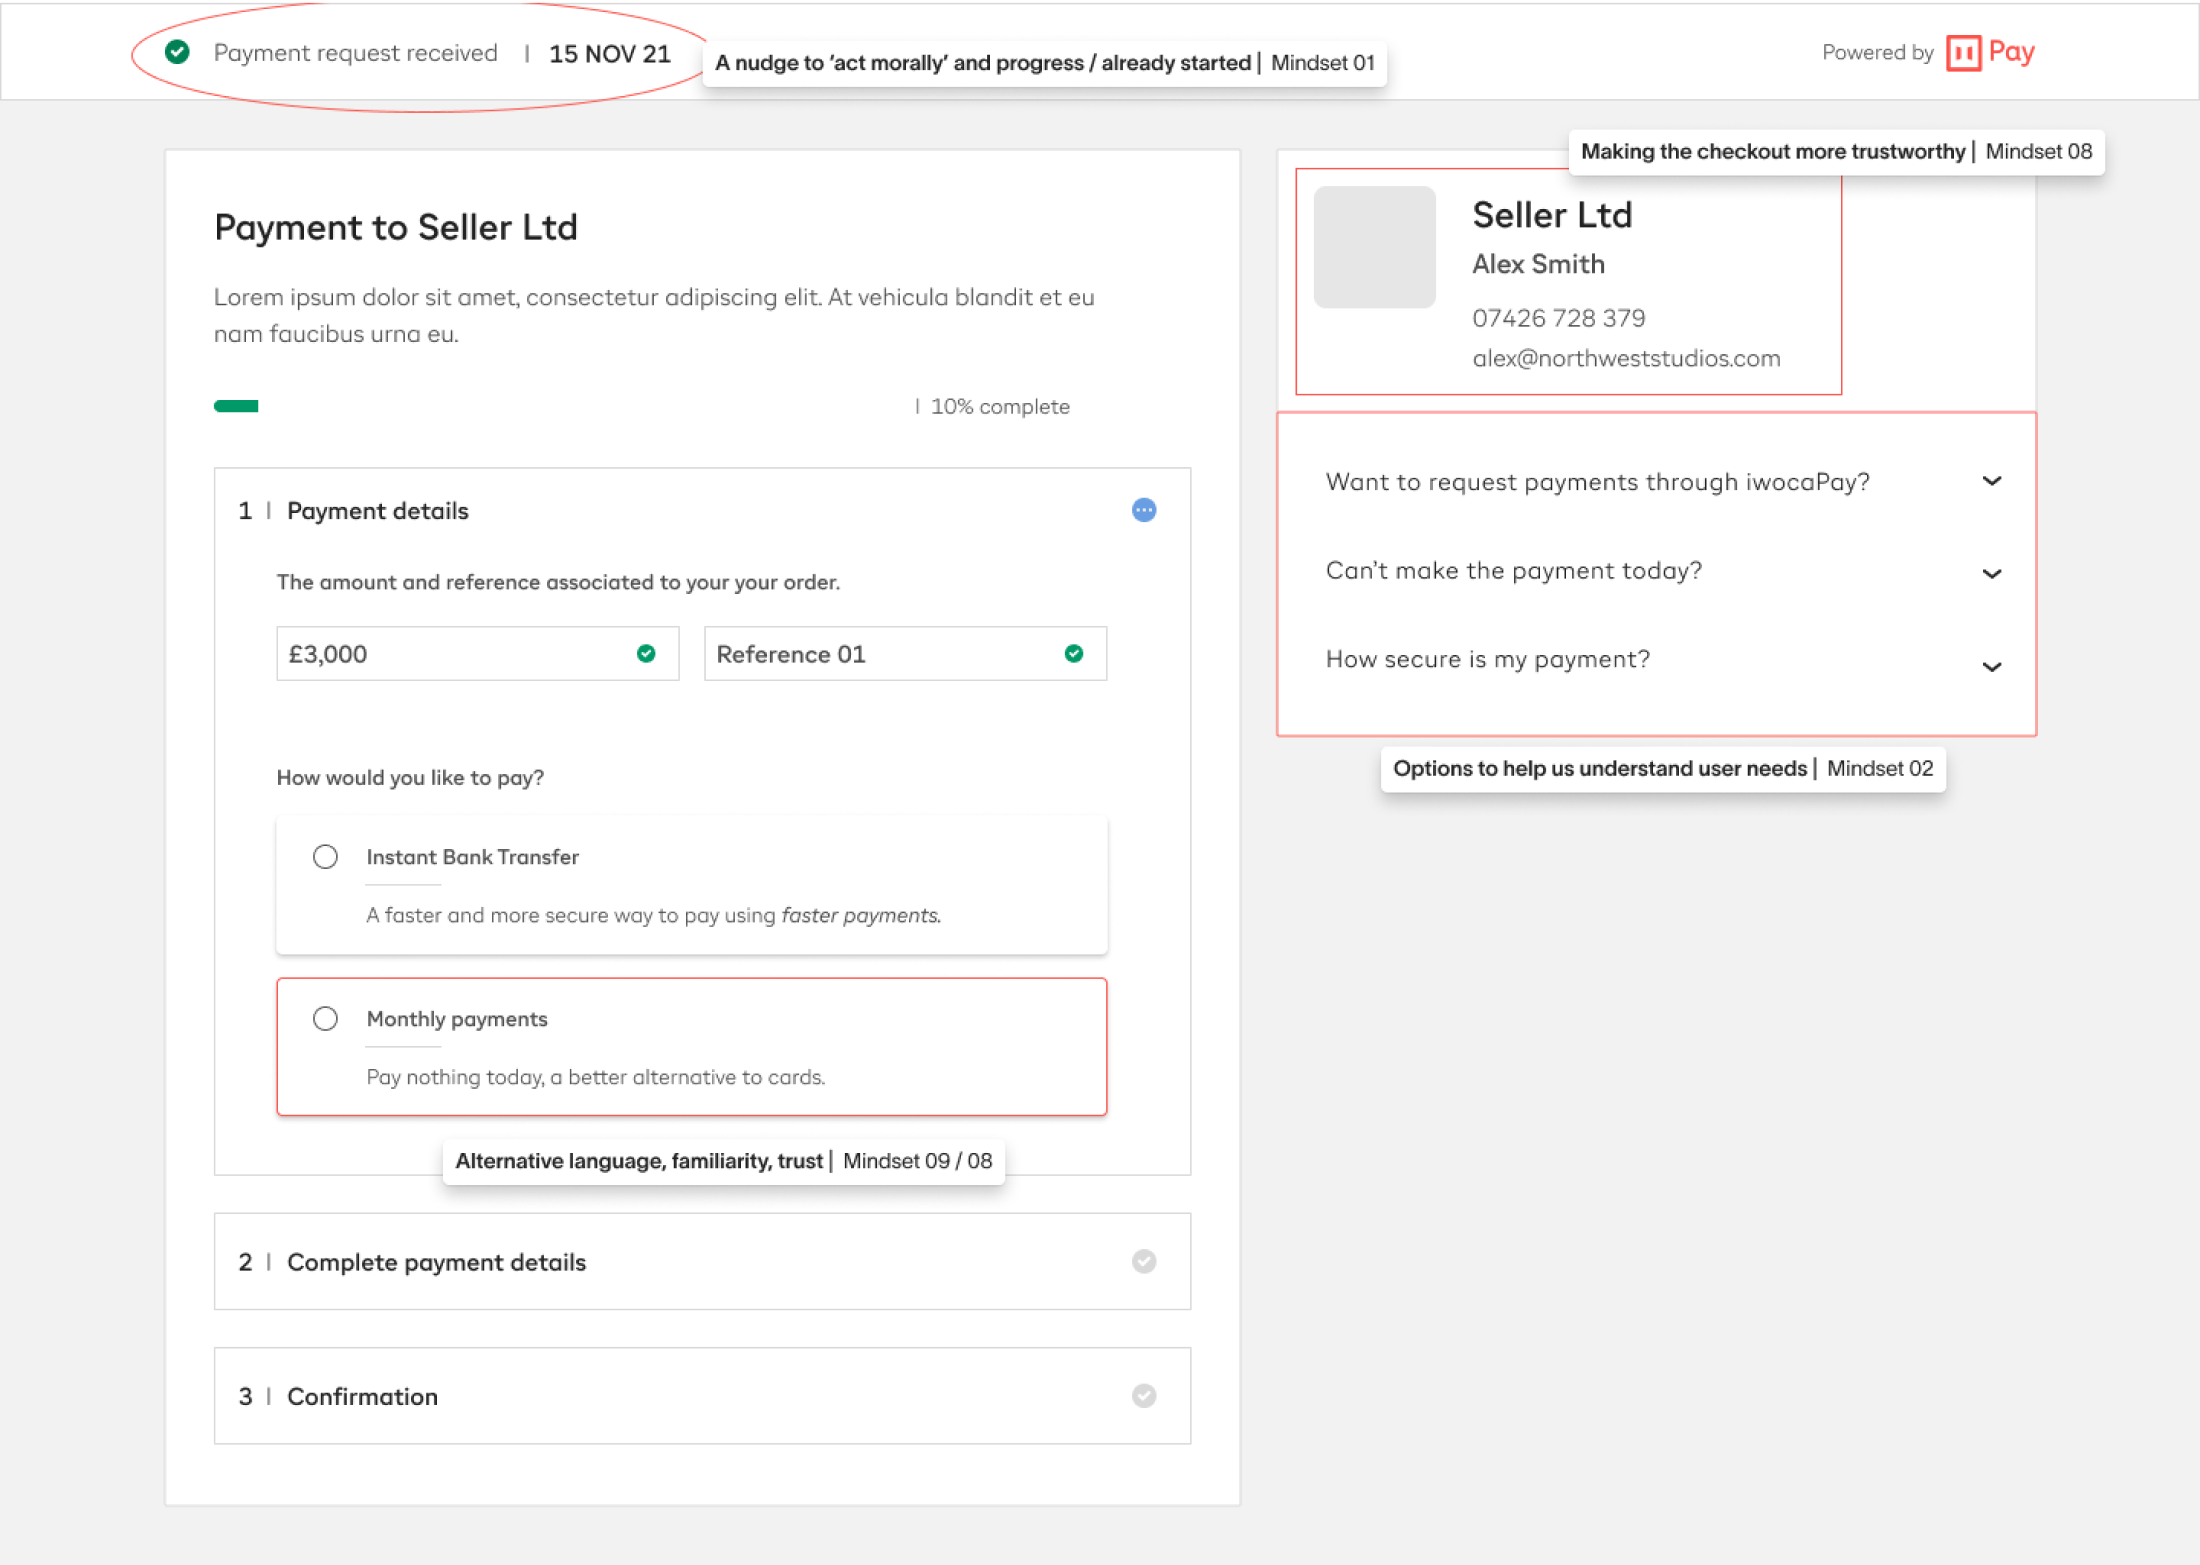 Payment request received | 15 NOV 21
A nudge to ‘act morally’ and progress / already started | Mindset 01
Powered by Pay
Making the checkout more trustworthy | Mindset 08
Payment to Seller Ltd
Lorem ipsum dolor sit amet, consectetur adipiscing elit. At vehicula blandit et eu
nam faucibus urna eu.
| 10% complete
1 | Payment details
The amount and reference associated to your your order.
£3,000
Reference 01
How would you like to pay?
Instant Bank Transfer
A faster and more secure way to pay using faster payments.
Monthly payments
Pay nothing today, a better alternative to cards.
Alternative language, familiarity, trust | Mindset 09 / 08
2 | Complete payment details
3 | Confirmation
Seller Ltd
Alex Smith
07426 728 379
alex@northweststudios.com
Want to request payments through iwocaPay?
Can’t make the payment today?
How secure is my payment?
Options to help us understand user needs | Mindset 02